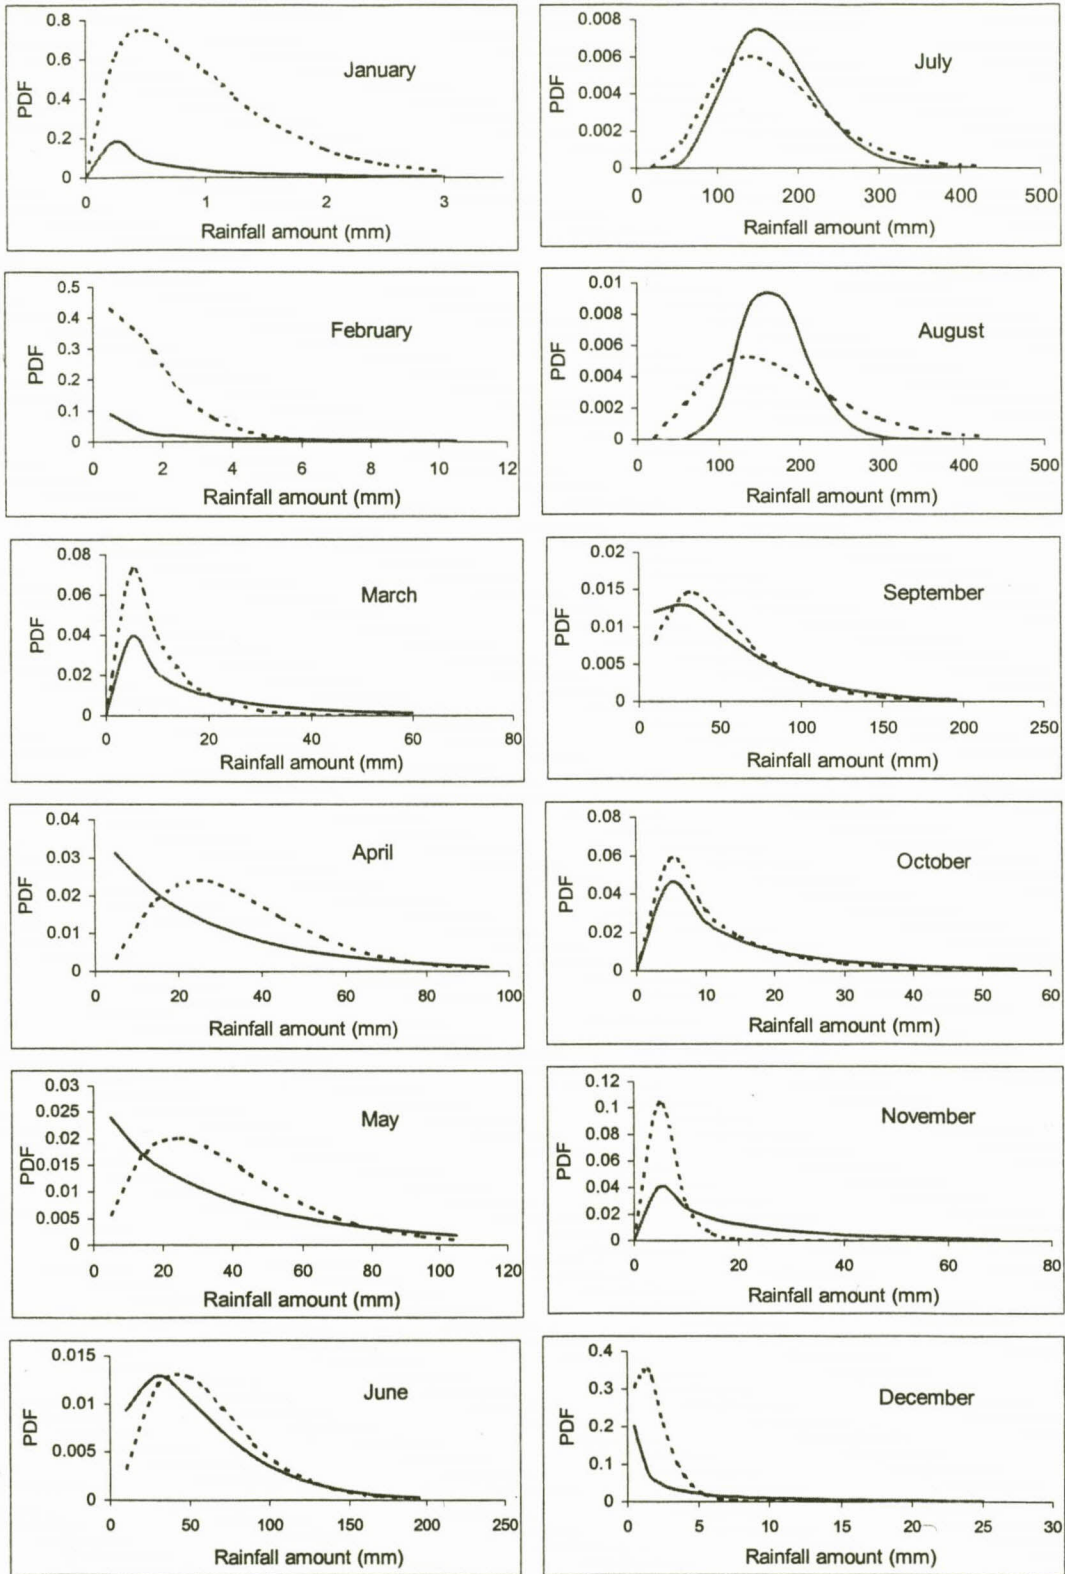 0.8
0.6
0.4
0.2
0
PDF
January
0 1 2 3
Rainfall amount (mm)
0.5
0.4
0.3
0.2
0.1
0
PDF
February
0 2 4 6 8 10 12
Rainfall amount (mm)
0.08
0.06
0.04
0.02
0
PDF
March
0 20 40 60 80
Rainfall amount (mm)
0.04
0.03
0.02
0.01
0
PDF
April
0 20 40 60 80 100
Rainfall amount (mm)
0.03
0.025
0.02
0.015
0.01
0.005
0
PDF
May
0 20 40 60 80 100 120
Rainfall amount (mm)
0.015
0.01
0.005
0
PDF
June
0 50 100 150 200 250
Rainfall amount (mm)
0.008
0.006
0.004
0.002
0
PDF
July
0 100 200 300 400 500
Rainfall amount (mm)
0.01
0.008
0.006
0.004
0.002
0
PDF
August
0 100 200 300 400 500
Rainfall amount (mm)
0.02
0.015
0.01
0.005
0
PDF
September
0 50 100 150 200 250
Rainfall amount (mm)
0.08
0.06
0.04
0.02
0
PDF
October
0 10 20 30 40 50 60
Rainfall amount (mm)
0.12
0.1
0.08
0.06
0.04
0.02
0
PDF
November
0 20 40 60 80
Rainfall amount (mm)
0.4
0.3
0.2
0.1
0
PDF
December
0 5 10 15 20 25 30
Rainfall amount (mm)